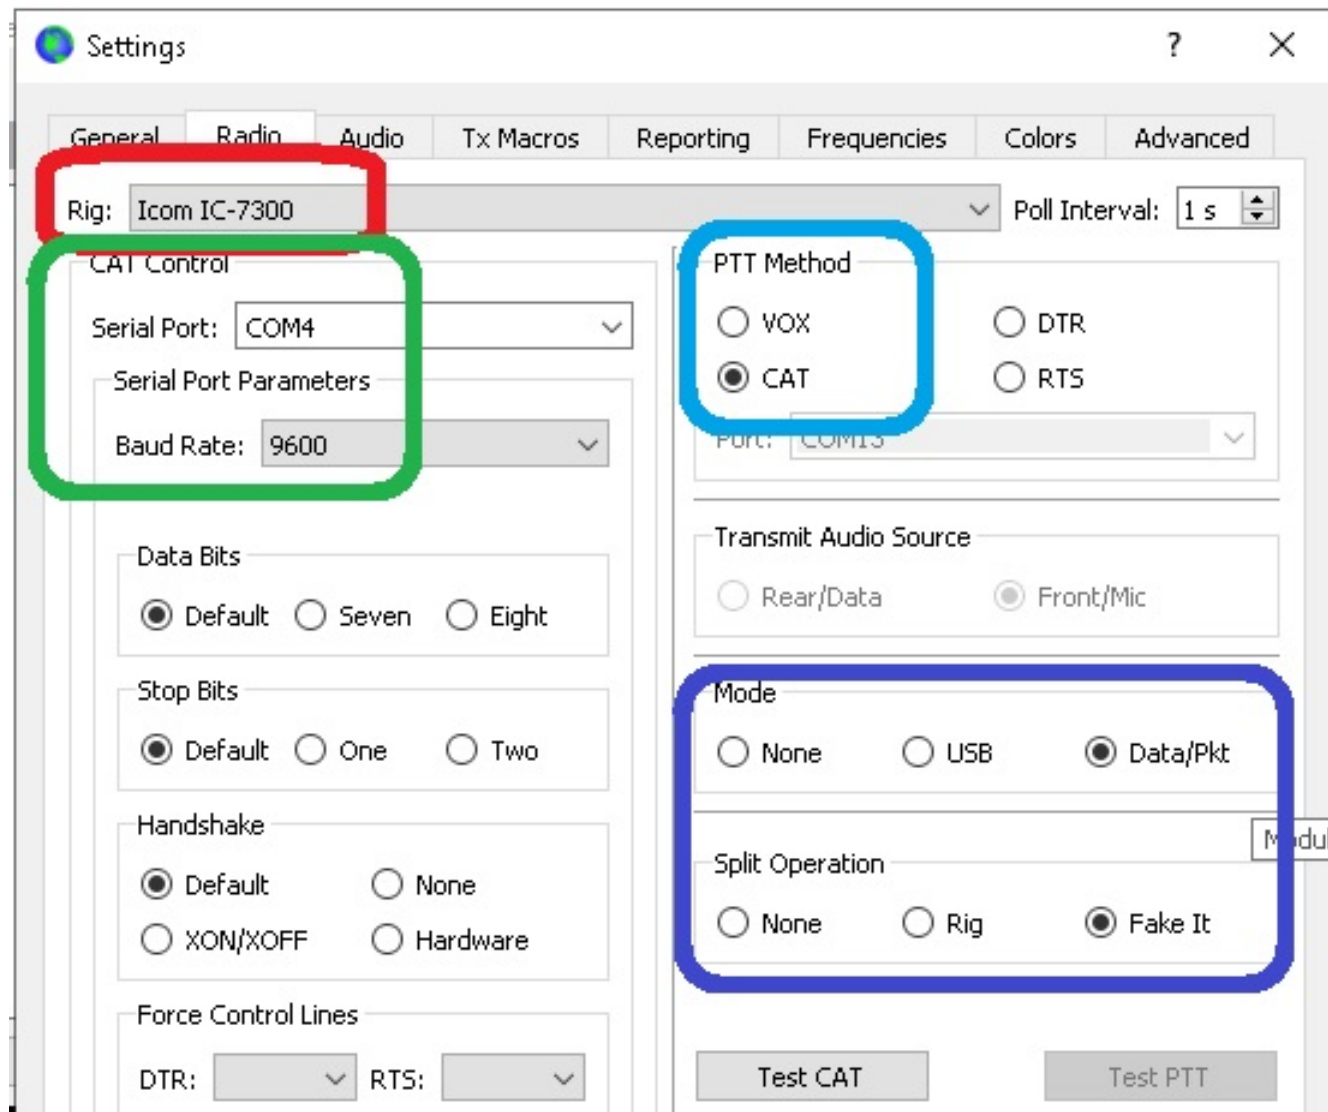 Settings
General Radio Audio Tx Macros Reporting Frequencies Colors Advanced
Rig: Icom IC-7300 Poll Interval: 1 s
CAT Control
Serial Port: COM4
Serial Port Parameters
Baud Rate: 9600
Data Bits
Default Seven Eight
Stop Bits
Default One Two
Handshake
Default None
XON/XOFF Hardware
Force Control Lines
DTR: RTS:
PTT Method
VOX DTR
CAT RTS
Port: COM13
Transmit Audio Source
Rear/Data Front/Mic
Mode
None USB Data/Pkt
Split Operation
None Rig Fake It
Test CAT Test PTT